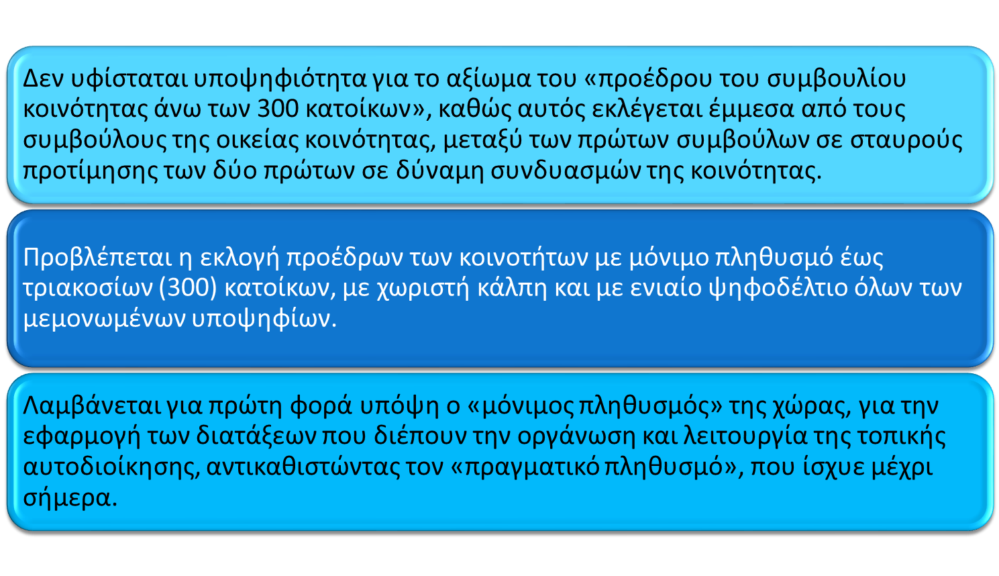 Δεν υφίσταται υποψηφιότητα για το αξίωμα του «προέδρου του συμβουλίου
κοινότητας άνω των 300 κατοίκων», καθώς αυτός εκλέγεται έμμεσα από τους
συμβούλους της οικείας κοινότητας, μεταξύ των πρώτων συμβούλων σε σταυρούς
προτίμησης των δύο πρώτων σε δύναμη συνδυασμών της κοινότητας.
Προβλέπεται η εκλογή προέδρων των κοινοτήτων με μόνιμο πληθυσμό έως
τριακοσίων (300) κατοίκων, με χωριστή κάλπη και με ενιαίο ψηφοδέλτιο όλων των
μεμονωμένων υποψηφίων.
Λαμβάνεται για πρώτη φορά υπόψη ο «μόνιμος πληθυσμός» της χώρας, για την
εφαρμογή των διατάξεων που διέπουν την οργάνωση και λειτουργία της τοπικής
αυτοδιοίκησης, αντικαθιστώντας τον «πραγματικό πληθυσμό», που ίσχυε μέχρι
σήμερα.